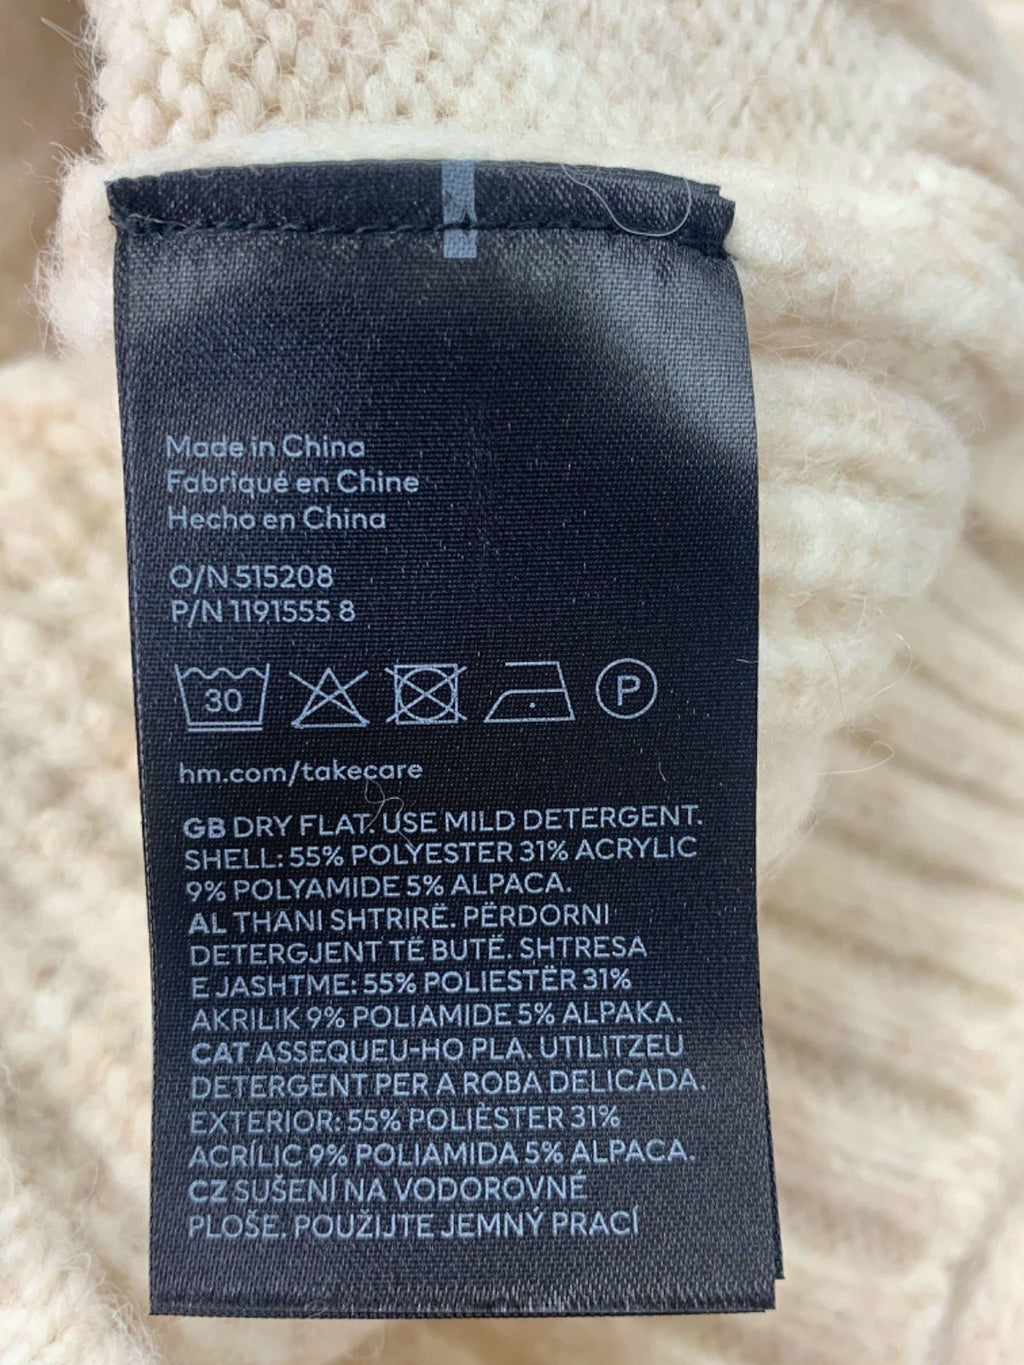 Made in China
Fabriqué en Chine
Hecho en China
O/N 515208
P/N 1191555 8
30
P
hm.com/takecare
GB DRY FLAT. USE MILD DETERGENT.
SHELL: 55% POLYESTER 31% ACRYLIC
9% POLYAMIDE 5% ALPACA.
AL THANI SHTRIRË. PËRDORNI
DETERGJENT TË BUTË. SHTRESA
E JASHTME: 55% POLIESTËR 31%
AKRILIK 9% POLIAMIDE 5% ALPAKA.
CAT ASSEQUEU-HO PLA. UTILITZEU
DETERGENT PER A ROBA DELICADA.
EXTERIOR: 55% POLIÈSTER 31%
ACRÍLIC 9% POLIAMIDA 5% ALPACA.
CZ SUŠENÍ NA VODOROVNÉ
PLOŠE. POUŽIJTE JEMNÝ PRACÍ